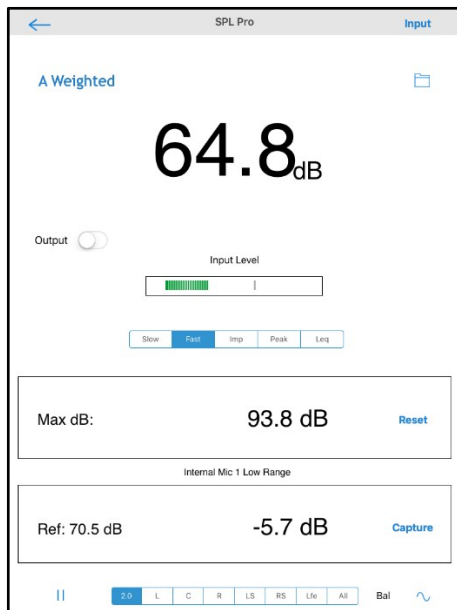 SPL Pro Input
A Weighted
64.8 dB
Output
Input Level
Slow Fast Imp Peak Leq
Max dB: 93.8 dB Reset
Internal Mic 1 Low Range
Ref: 70.5 dB -5.7 dB Capture
2.0 L C R LS RS Lfe All Bal